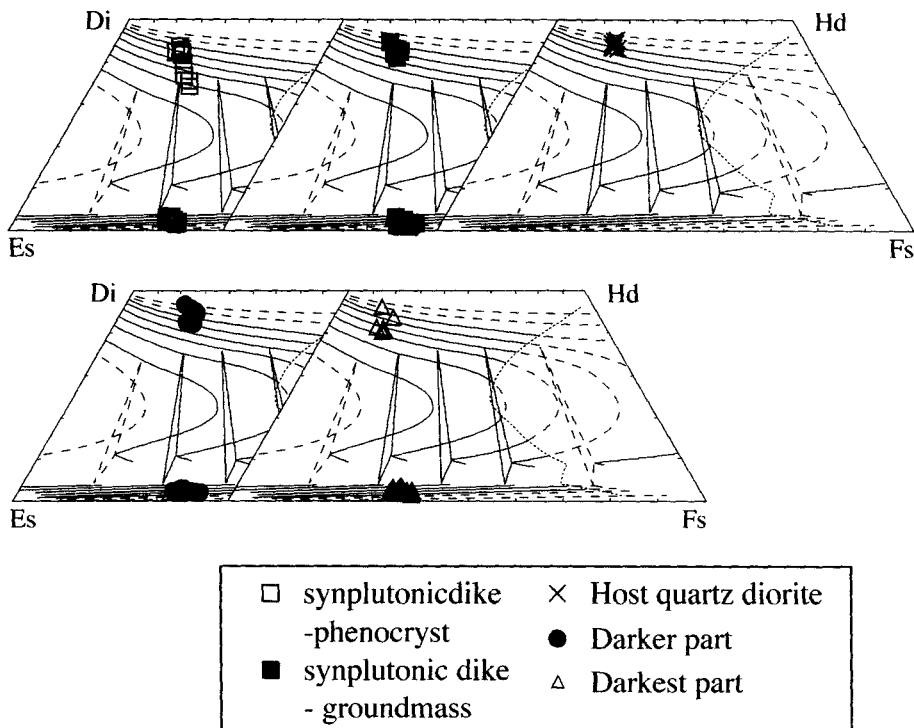 Di Hd
Es Fs
Di Hd
Es Fs
synplutonicdike
-phenocryst
synplutonic dike
- groundmass
Host quartz diorite
Darker part
Darkest part